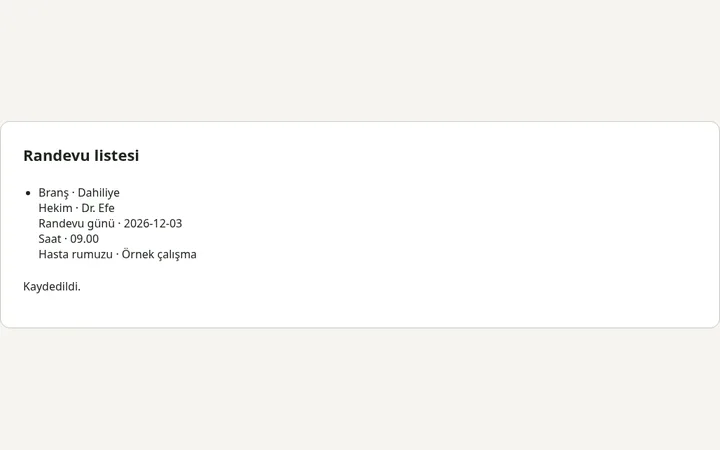 Randevu listesi
• Branş · Dahiliye
Hekim · Dr. Efe
Randevu günü · 2026-12-03
Saat · 09.00
Hasta rumuzu · Örnek çalışma
Kaydedildi.